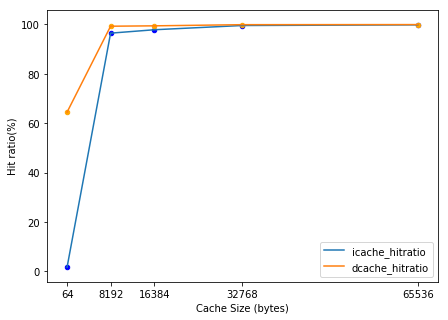 100
80
60
40
20
0
Hit ratio(%)
64
8192
16384
32768
65536
Cache Size (bytes)
icache_hitratio
dcache_hitratio